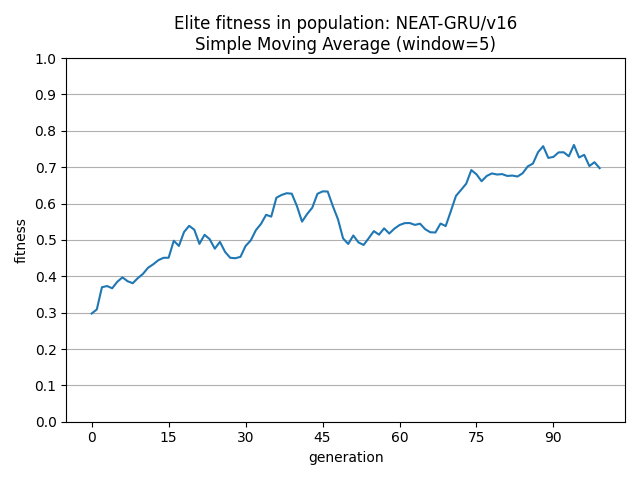 Elite fitness in population: NEAT-GRU/v16
Simple Moving Average (window=5)
1.0
0.9
0.8
0.7
0.6
0.5
0.4
0.3
0.2
0.1
0.0
fitness
0 15 30 45 60 75 90
generation